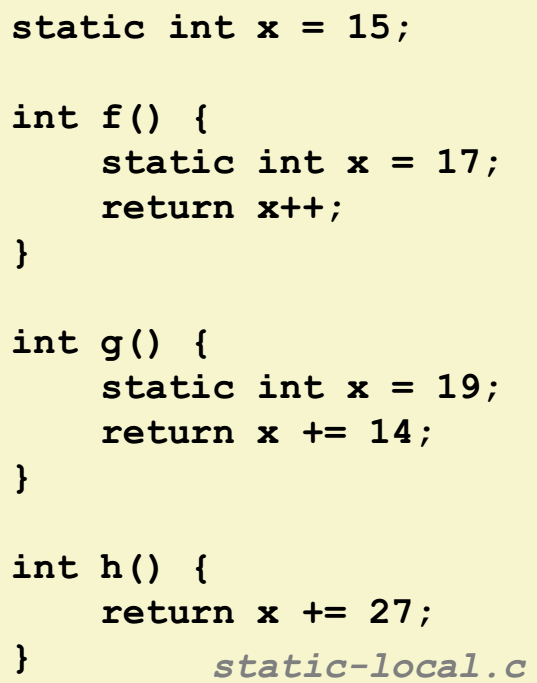 static int x = 15;
int f() {
    static int x = 17;
    return x++;
}
int g() {
    static int x = 19;
    return x += 14;
}
int h() {
    return x += 27;
}
static-local.c